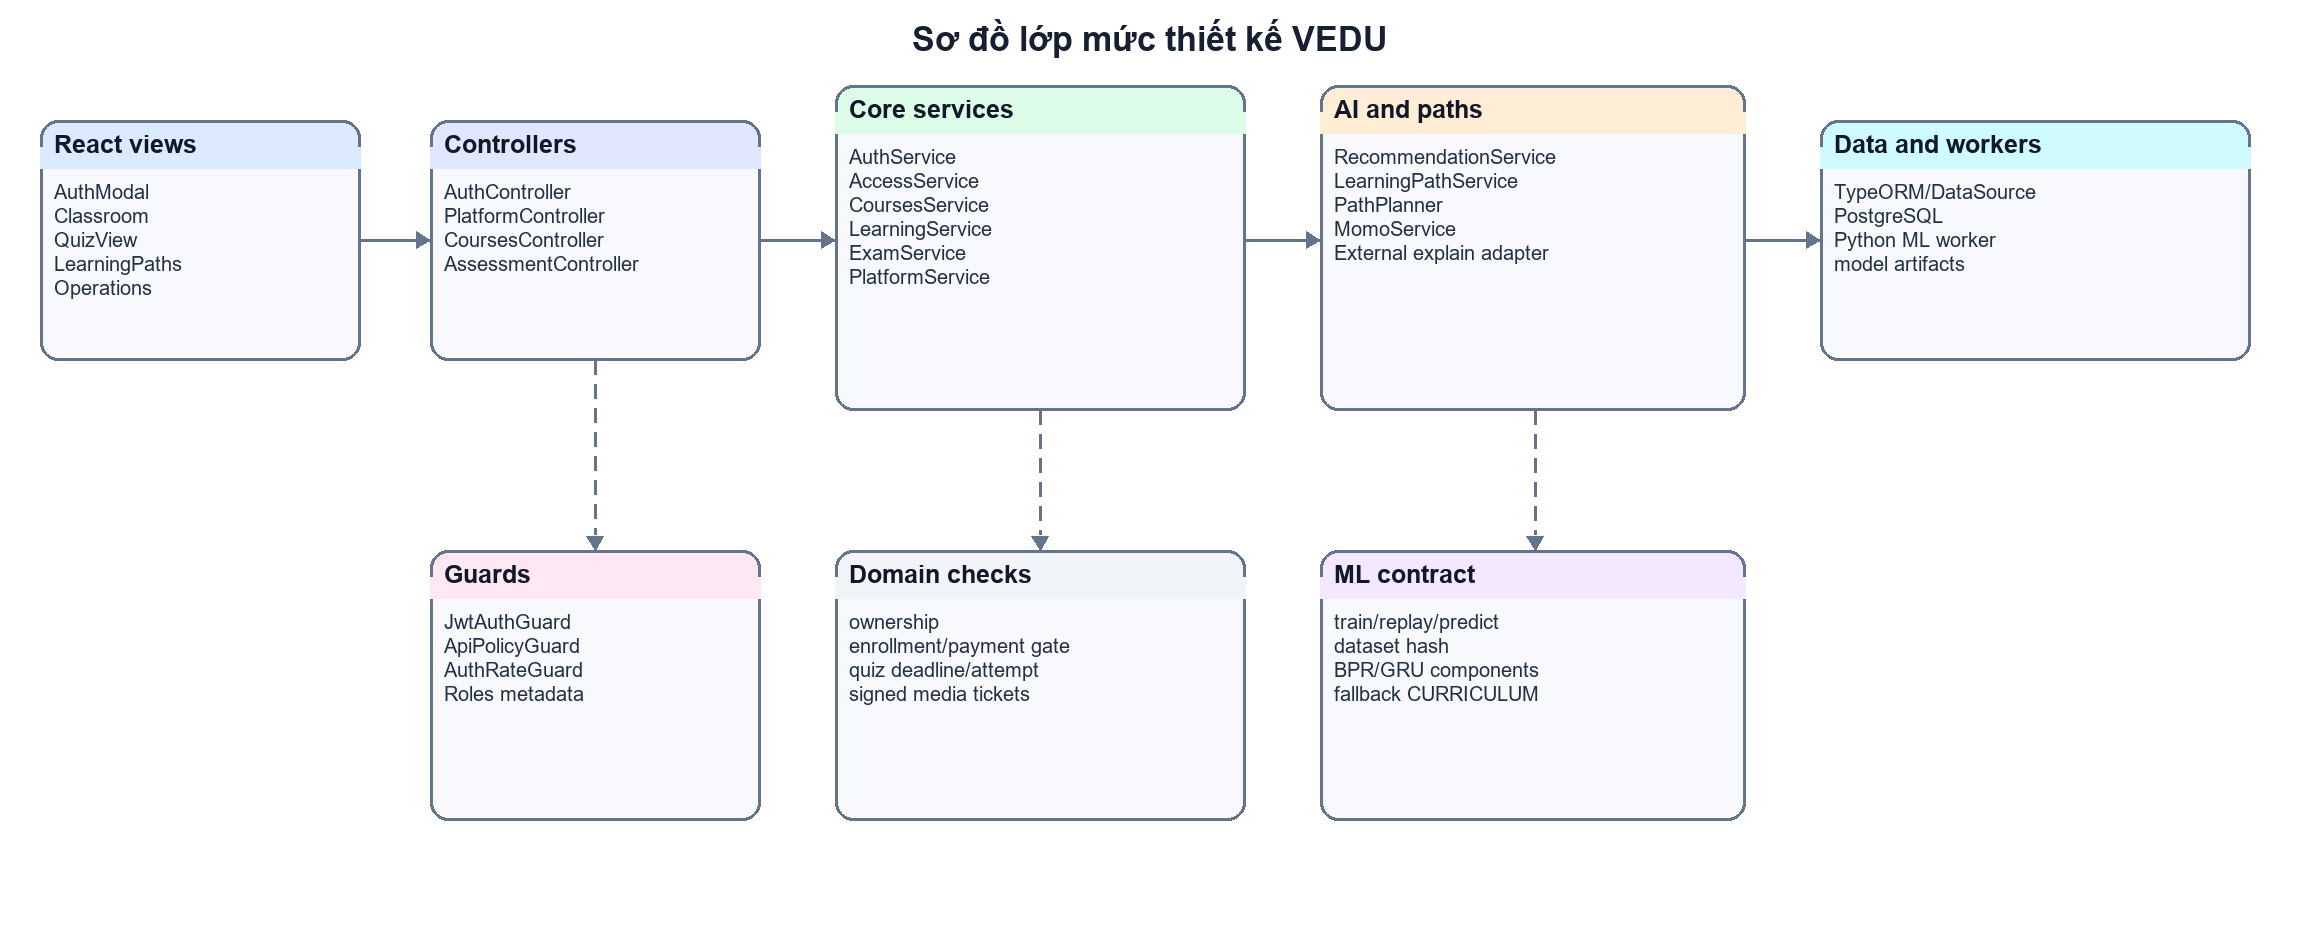 Sơ đồ lớp mức thiết kế VEDU
React views
AuthModal
Classroom
QuizView
LearningPaths
Operations
Controllers
AuthController
PlatformController
CoursesController
AssessmentController
Core services
AuthService
AccessService
CoursesService
LearningService
ExamService
PlatformService
AI and paths
RecommendationService
LearningPathService
PathPlanner
MomoService
External explain adapter
Data and workers
TypeORM/DataSource
PostgreSQL
Python ML worker
model artifacts
Guards
JwtAuthGuard
ApiPolicyGuard
AuthRateGuard
Roles metadata
Domain checks
ownership
enrollment/payment gate
quiz deadline/attempt
signed media tickets
ML contract
train/replay/predict
dataset hash
BPR/GRU components
fallback CURRICULUM